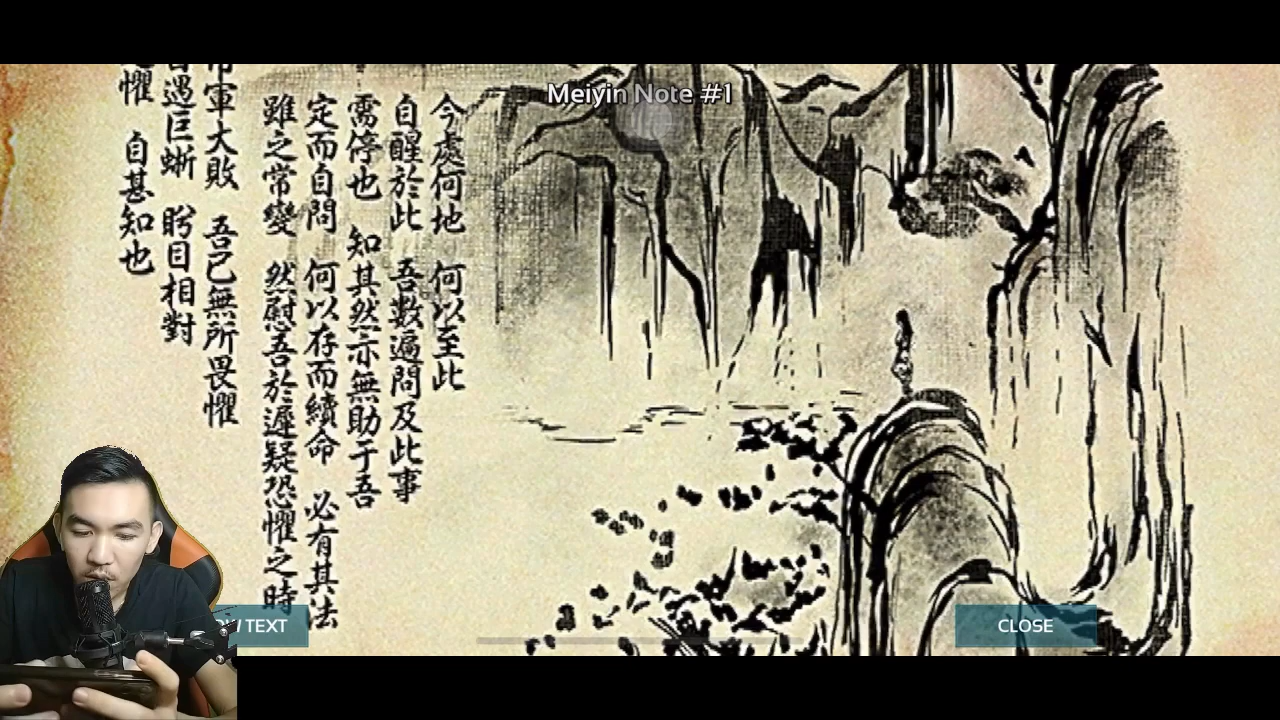 Meiyin Note #1
今處何地 何以至此
自醒於此 吾數遍問及此事
需停也 知其然亦無助于吾
定而自問 何以存而續命 必有其法
雖之常變 然慰吾於遲疑恐懼之時
軍大敗 吾已無所畏懼
遇巨蜥 盻目相對
懼 自甚知也
TEXT
CLOSE